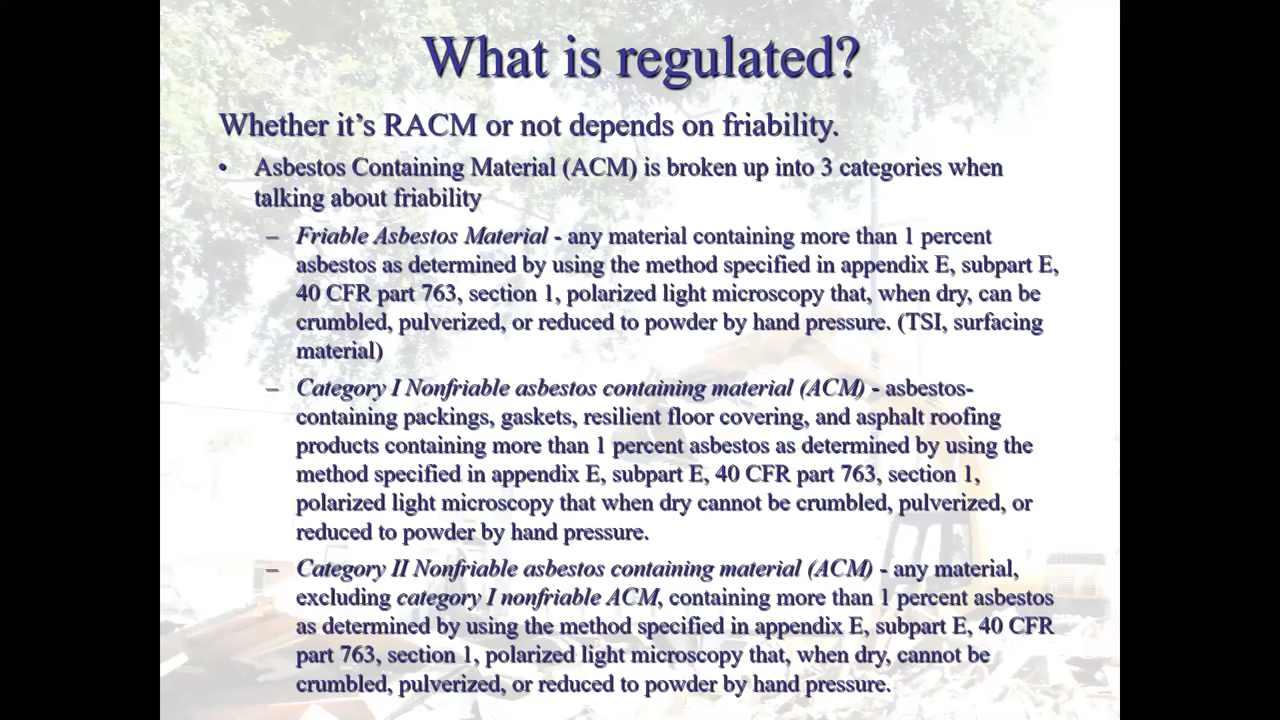 What is regulated?
Whether it’s RACM or not depends on friability.
• Asbestos Containing Material (ACM) is broken up into 3 categories when
talking about friability
– Friable Asbestos Material - any material containing more than 1 percent
asbestos as determined by using the method specified in appendix E, subpart E,
40 CFR part 763, section 1, polarized light microscopy that, when dry, can be
crumbled, pulverized, or reduced to powder by hand pressure. (TSI, surfacing
material)
– Category I Nonfriable asbestos containing material (ACM) - asbestos-
containing packings, gaskets, resilient floor covering, and asphalt roofing
products containing more than 1 percent asbestos as determined by using the
method specified in appendix E, subpart E, 40 CFR part 763, section 1,
polarized light microscopy that when dry cannot be crumbled, pulverized, or
reduced to powder by hand pressure.
– Category II Nonfriable asbestos containing material (ACM) - any material,
excluding category I nonfriable ACM, containing more than 1 percent asbestos
as determined by using the method specified in appendix E, subpart E, 40 CFR
part 763, section 1, polarized light microscopy that, when dry, cannot be
crumbled, pulverized, or reduced to powder by hand pressure.